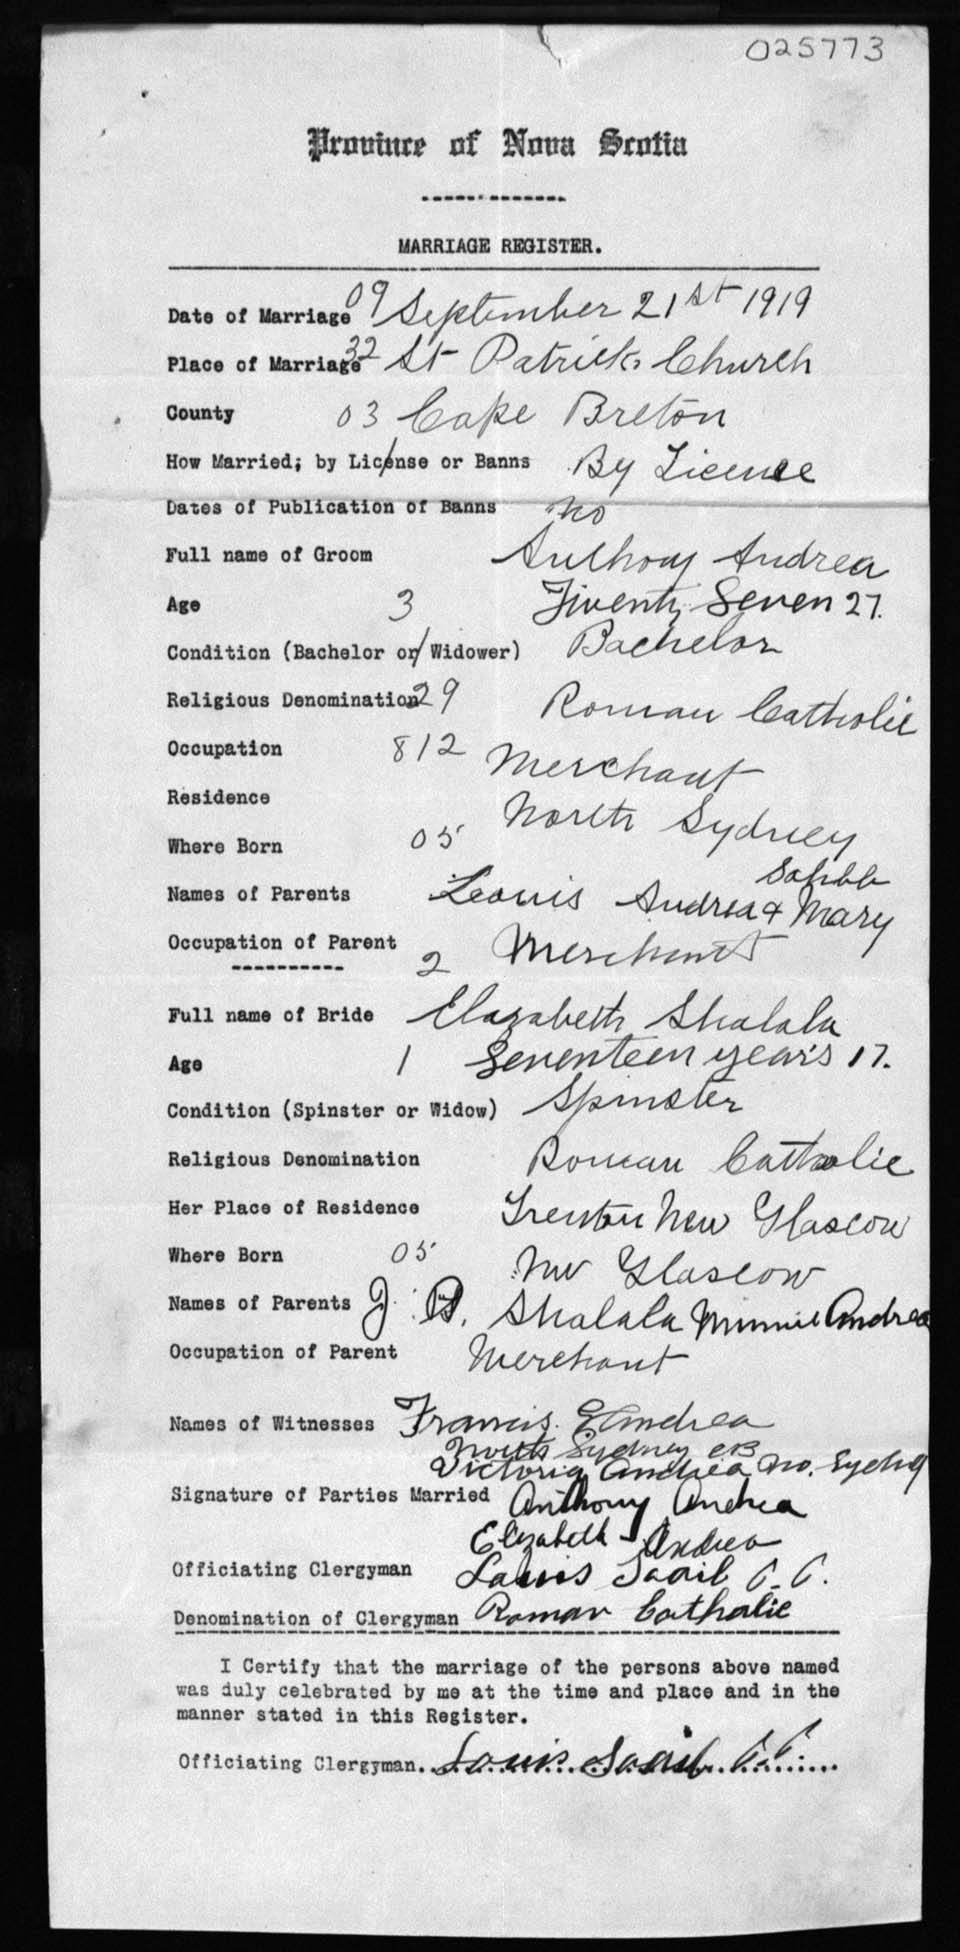 025773
Province of Nova Scotia
MARRIAGE REGISTER.
Date of Marriage 09 September 21st 1919
Place of Marriage 32 St Patricks Church
County 03 Cape Breton
How Married; by License or Banns By Licence
Dates of Publication of Banns No
Full name of Groom Anthony Andrea
Age 3 Twenty Seven 27.
Condition (Bachelor or Widower) Bachelor
Religious Denomination 29 Roman Catholic
Occupation 812 Merchant
Residence North Sydney
Where Born 05
Names of Parents Leouis Andrea & Mary
Occupation of Parent 2 Merchant
Full name of Bride Elazabeth Shalala
Age 1 Seventeen years 17.
Condition (Spinster or Widow) Spinster
Religious Denomination Roman Catholic
Her Place of Residence Trenton New Glascow
Where Born 05 New Glascow
Names of Parents J. B. Shalala Minnie Andrea
Occupation of Parent Merchant
Names of Witnesses Francis E Andrea
North Sydney CB
Victoria Andrea No. Sydney
Signature of Parties Married Anthony Andrea
Elizabeth Andrea
Officiating Clergyman Louis Saaib C.C.
Denomination of Clergyman Roman Catholic
I Certify that the marriage of the persons above named
was duly celebrated by me at the time and place and in the
manner stated in this Register.
Officiating Clergyman. Louis Saaib C.C.